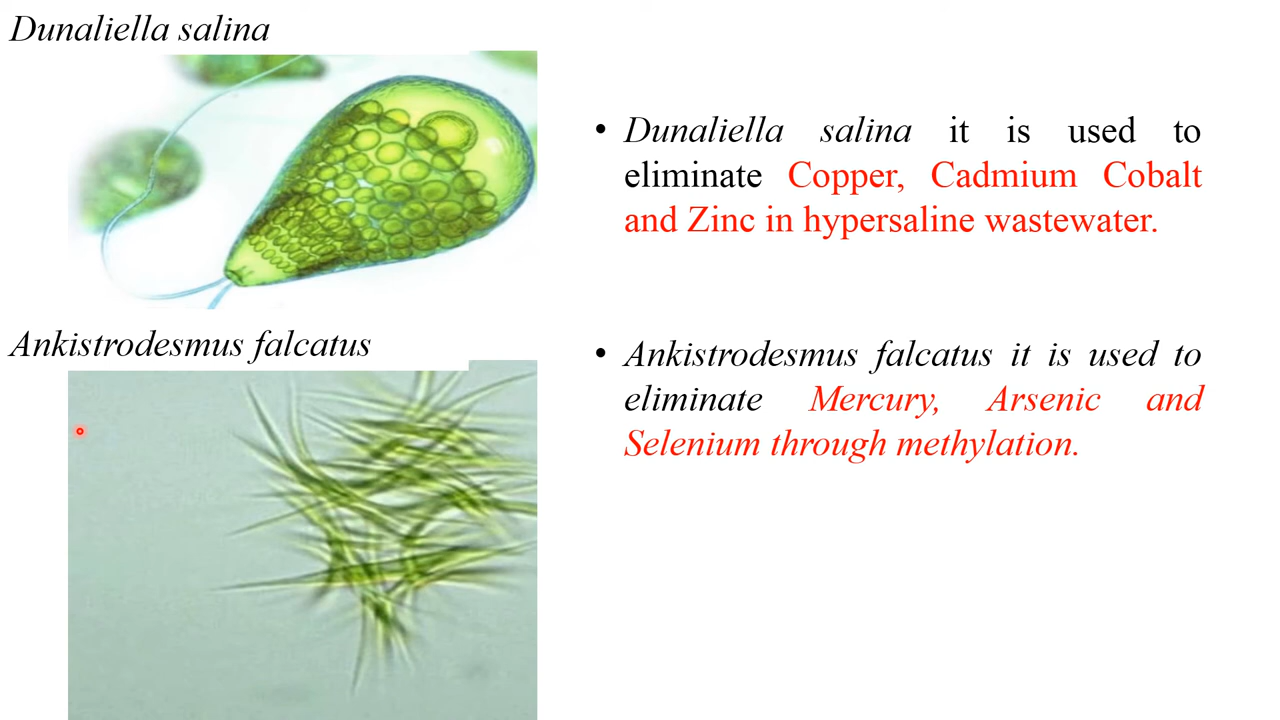 Dunaliella salina
• Dunaliella salina it is used to
eliminate Copper, Cadmium Cobalt
and Zinc in hypersaline wastewater.
Ankistrodesmus falcatus
• Ankistrodesmus falcatus it is used to
eliminate Mercury, Arsenic and
Selenium through methylation.